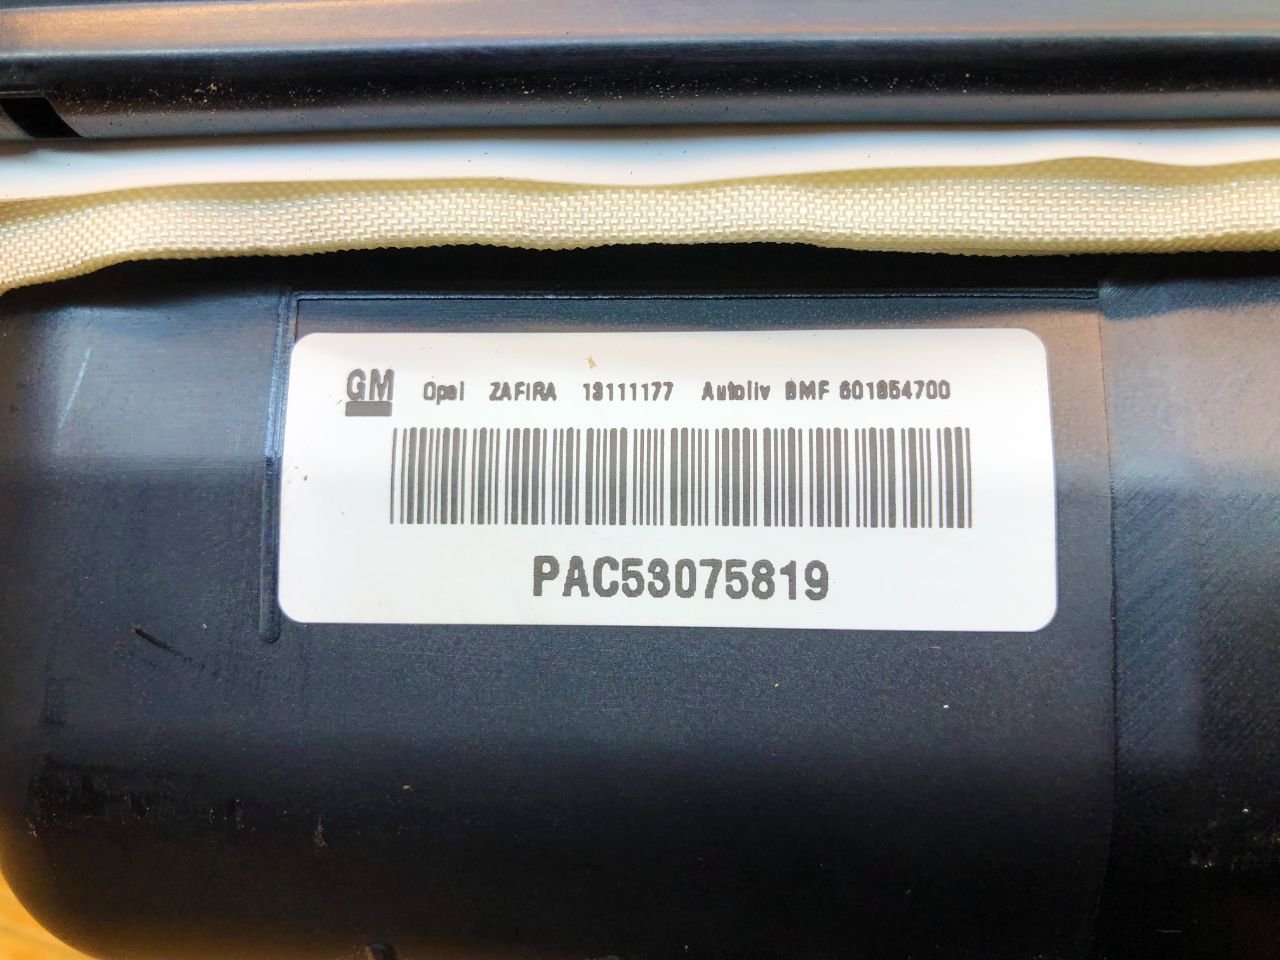 GM Opel ZAFIRA 13111177 Autoliv BMF 601854700
PAC53075819